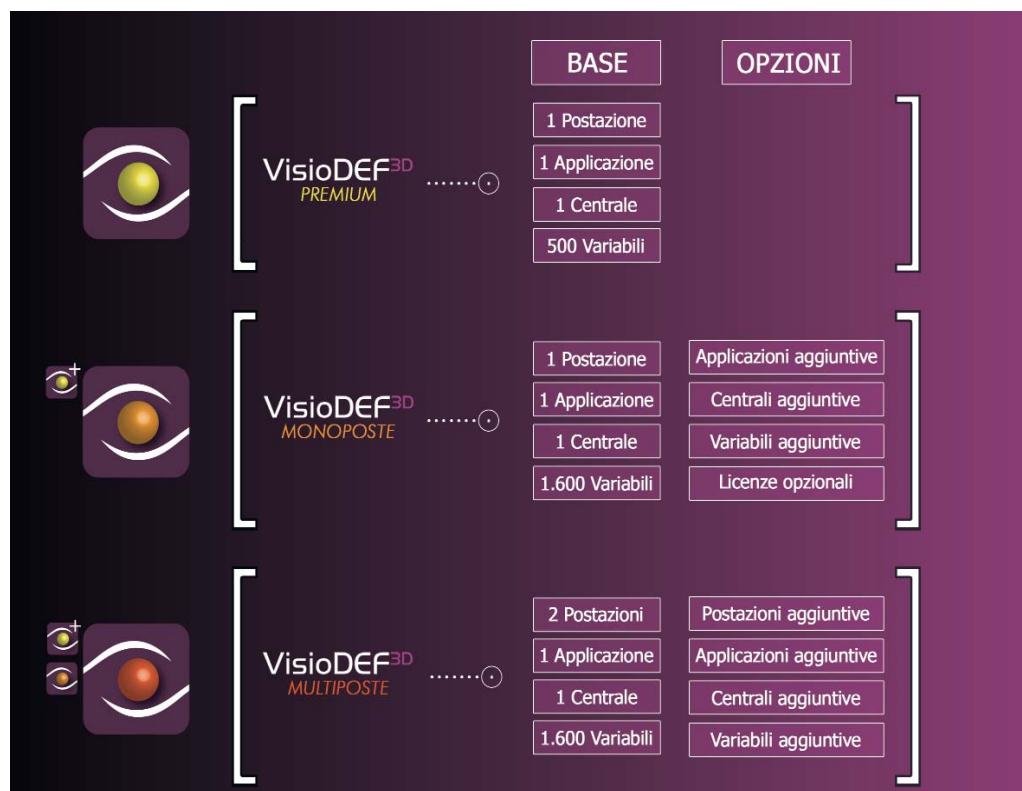 BASE OPZIONI
1 Postazione
1 Applicazione
VisioDEF3D
PREMIUM
1 Centrale
500 Variabili
1 Postazione Applicazioni aggiuntive
1 Applicazione Centrali aggiuntive
VisioDEF3D
MONOPOSTE
1 Centrale Variabili aggiuntive
1.600 Variabili Licenze opzionali
2 Postazioni Postazioni aggiuntive
1 Applicazione Applicazioni aggiuntive
VisioDEF3D
MULTIPOSTE
1 Centrale Centrali aggiuntive
1.600 Variabili Variabili aggiuntive